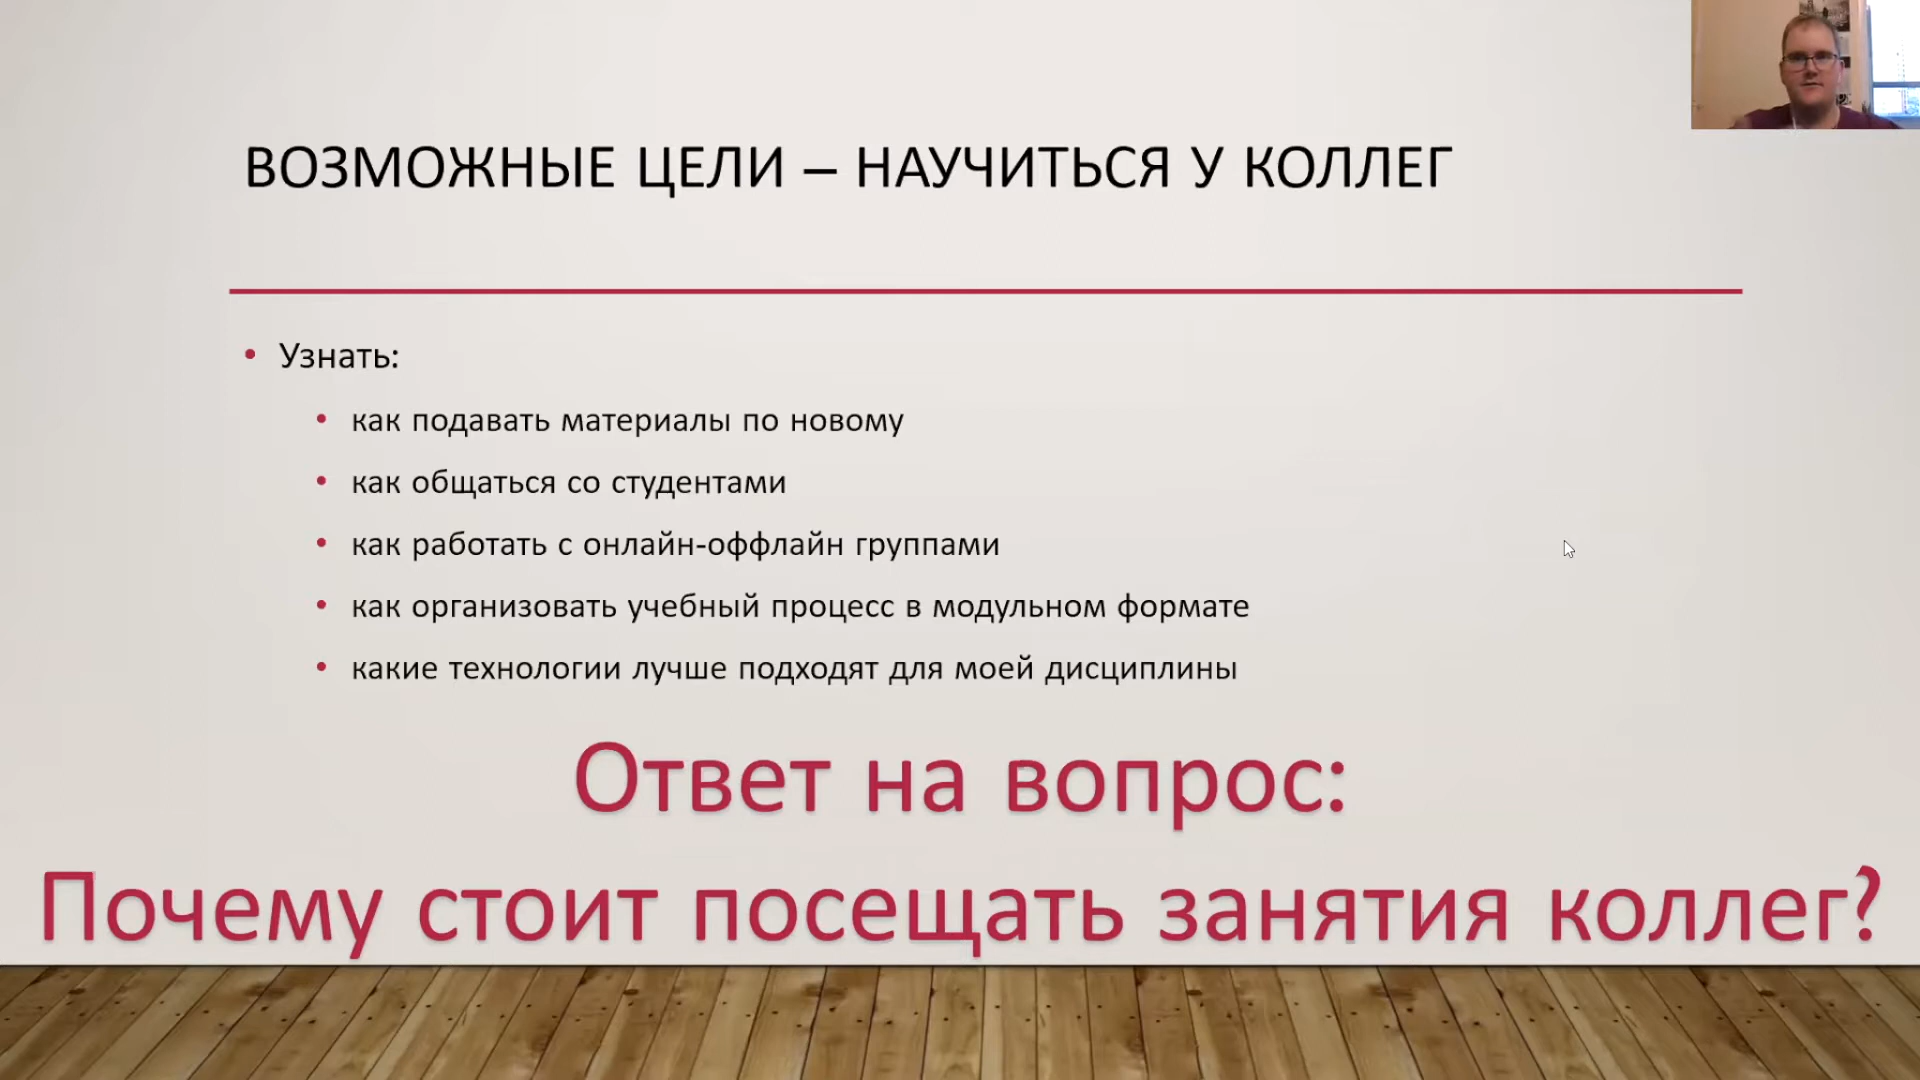 ВОЗМОЖНЫЕ ЦЕЛИ – НАУЧИТЬСЯ У КОЛЛЕГ
• Узнать:
• как подавать материалы по новому
• как общаться со студентами
• как работать с онлайн-оффлайн группами
• как организовать учебный процесс в модульном формате
• какие технологии лучше подходят для моей дисциплины
Ответ на вопрос:
Почему стоит посещать занятия коллег?